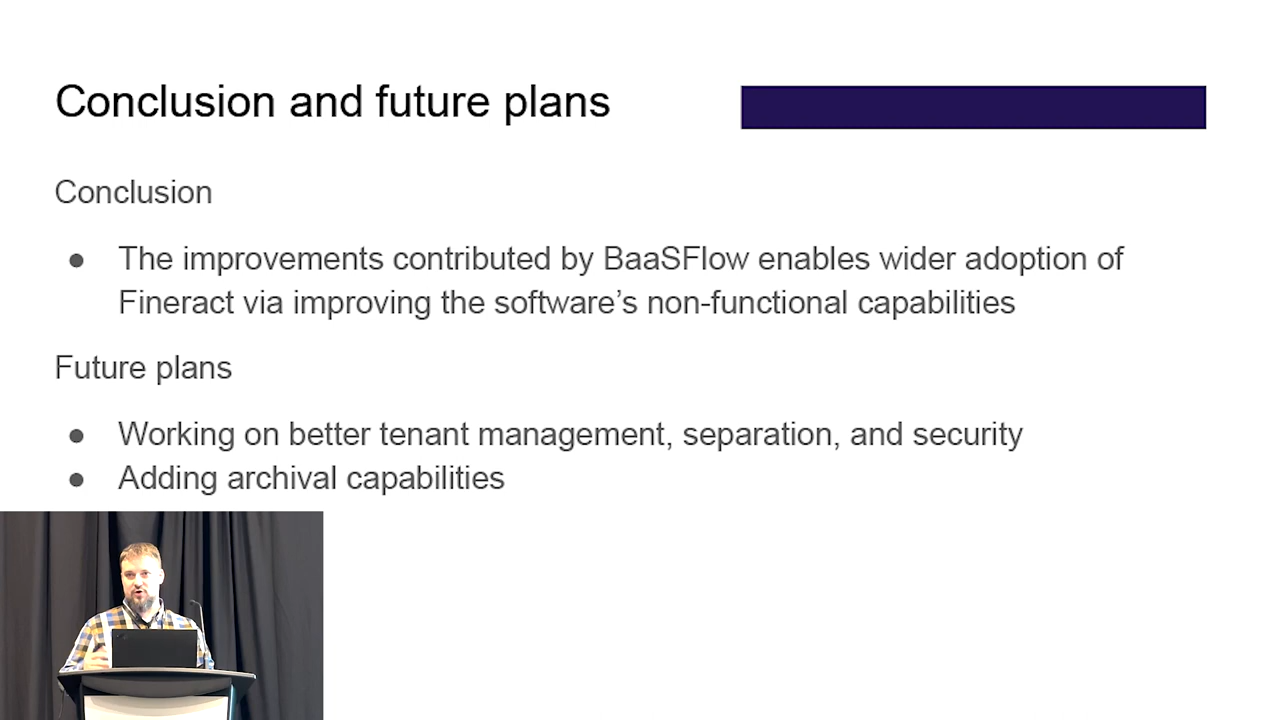 Conclusion and future plans
Conclusion
● The improvements contributed by BaaSFlow enables wider adoption of
Fineract via improving the software’s non-functional capabilities
Future plans
● Working on better tenant management, separation, and security
● Adding archival capabilities